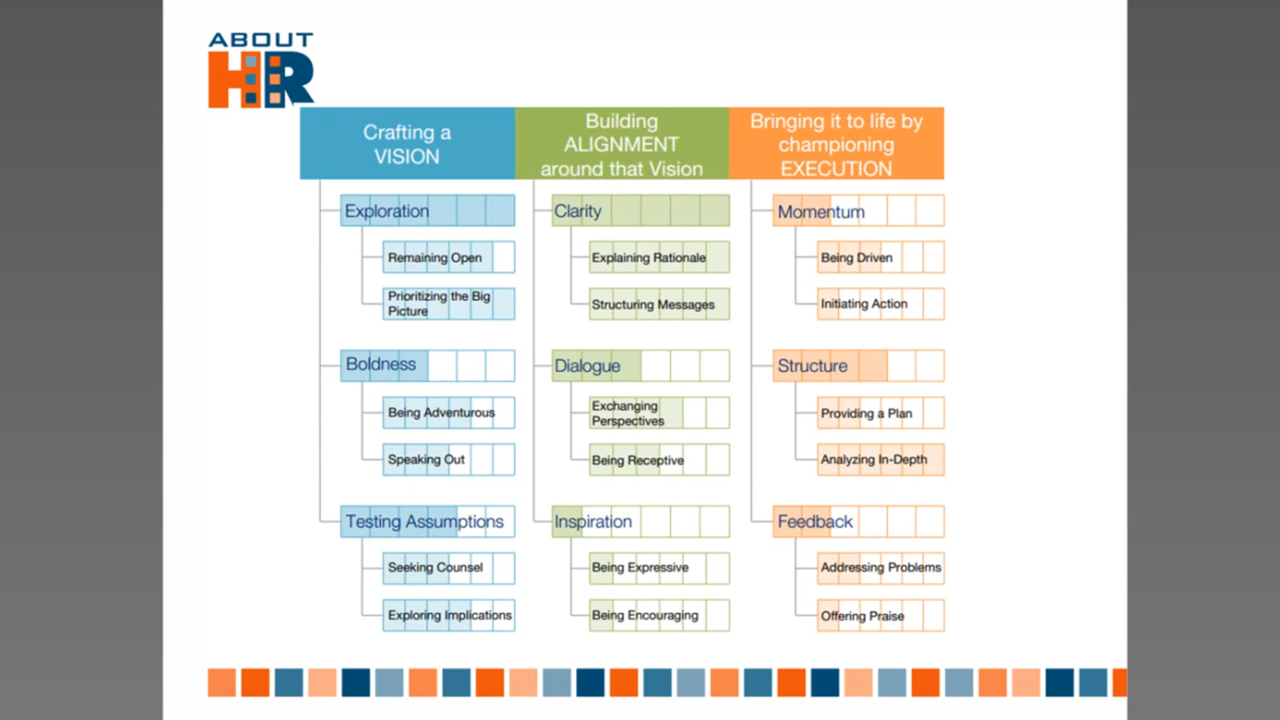 ABOUT
HR
Crafting a
VISION
Building
ALIGNMENT
around that Vision
Bringing it to life by
championing
EXECUTION
Exploration
Remaining Open
Prioritizing the Big
Picture
Boldness
Being Adventurous
Speaking Out
Testing Assumptions
Seeking Counsel
Exploring Implications
Clarity
Explaining Rationale
Structuring Messages
Dialogue
Exchanging
Perspectives
Being Receptive
Inspiration
Being Expressive
Being Encouraging
Momentum
Being Driven
Initiating Action
Structure
Providing a Plan
Analyzing In-Depth
Feedback
Addressing Problems
Offering Praise